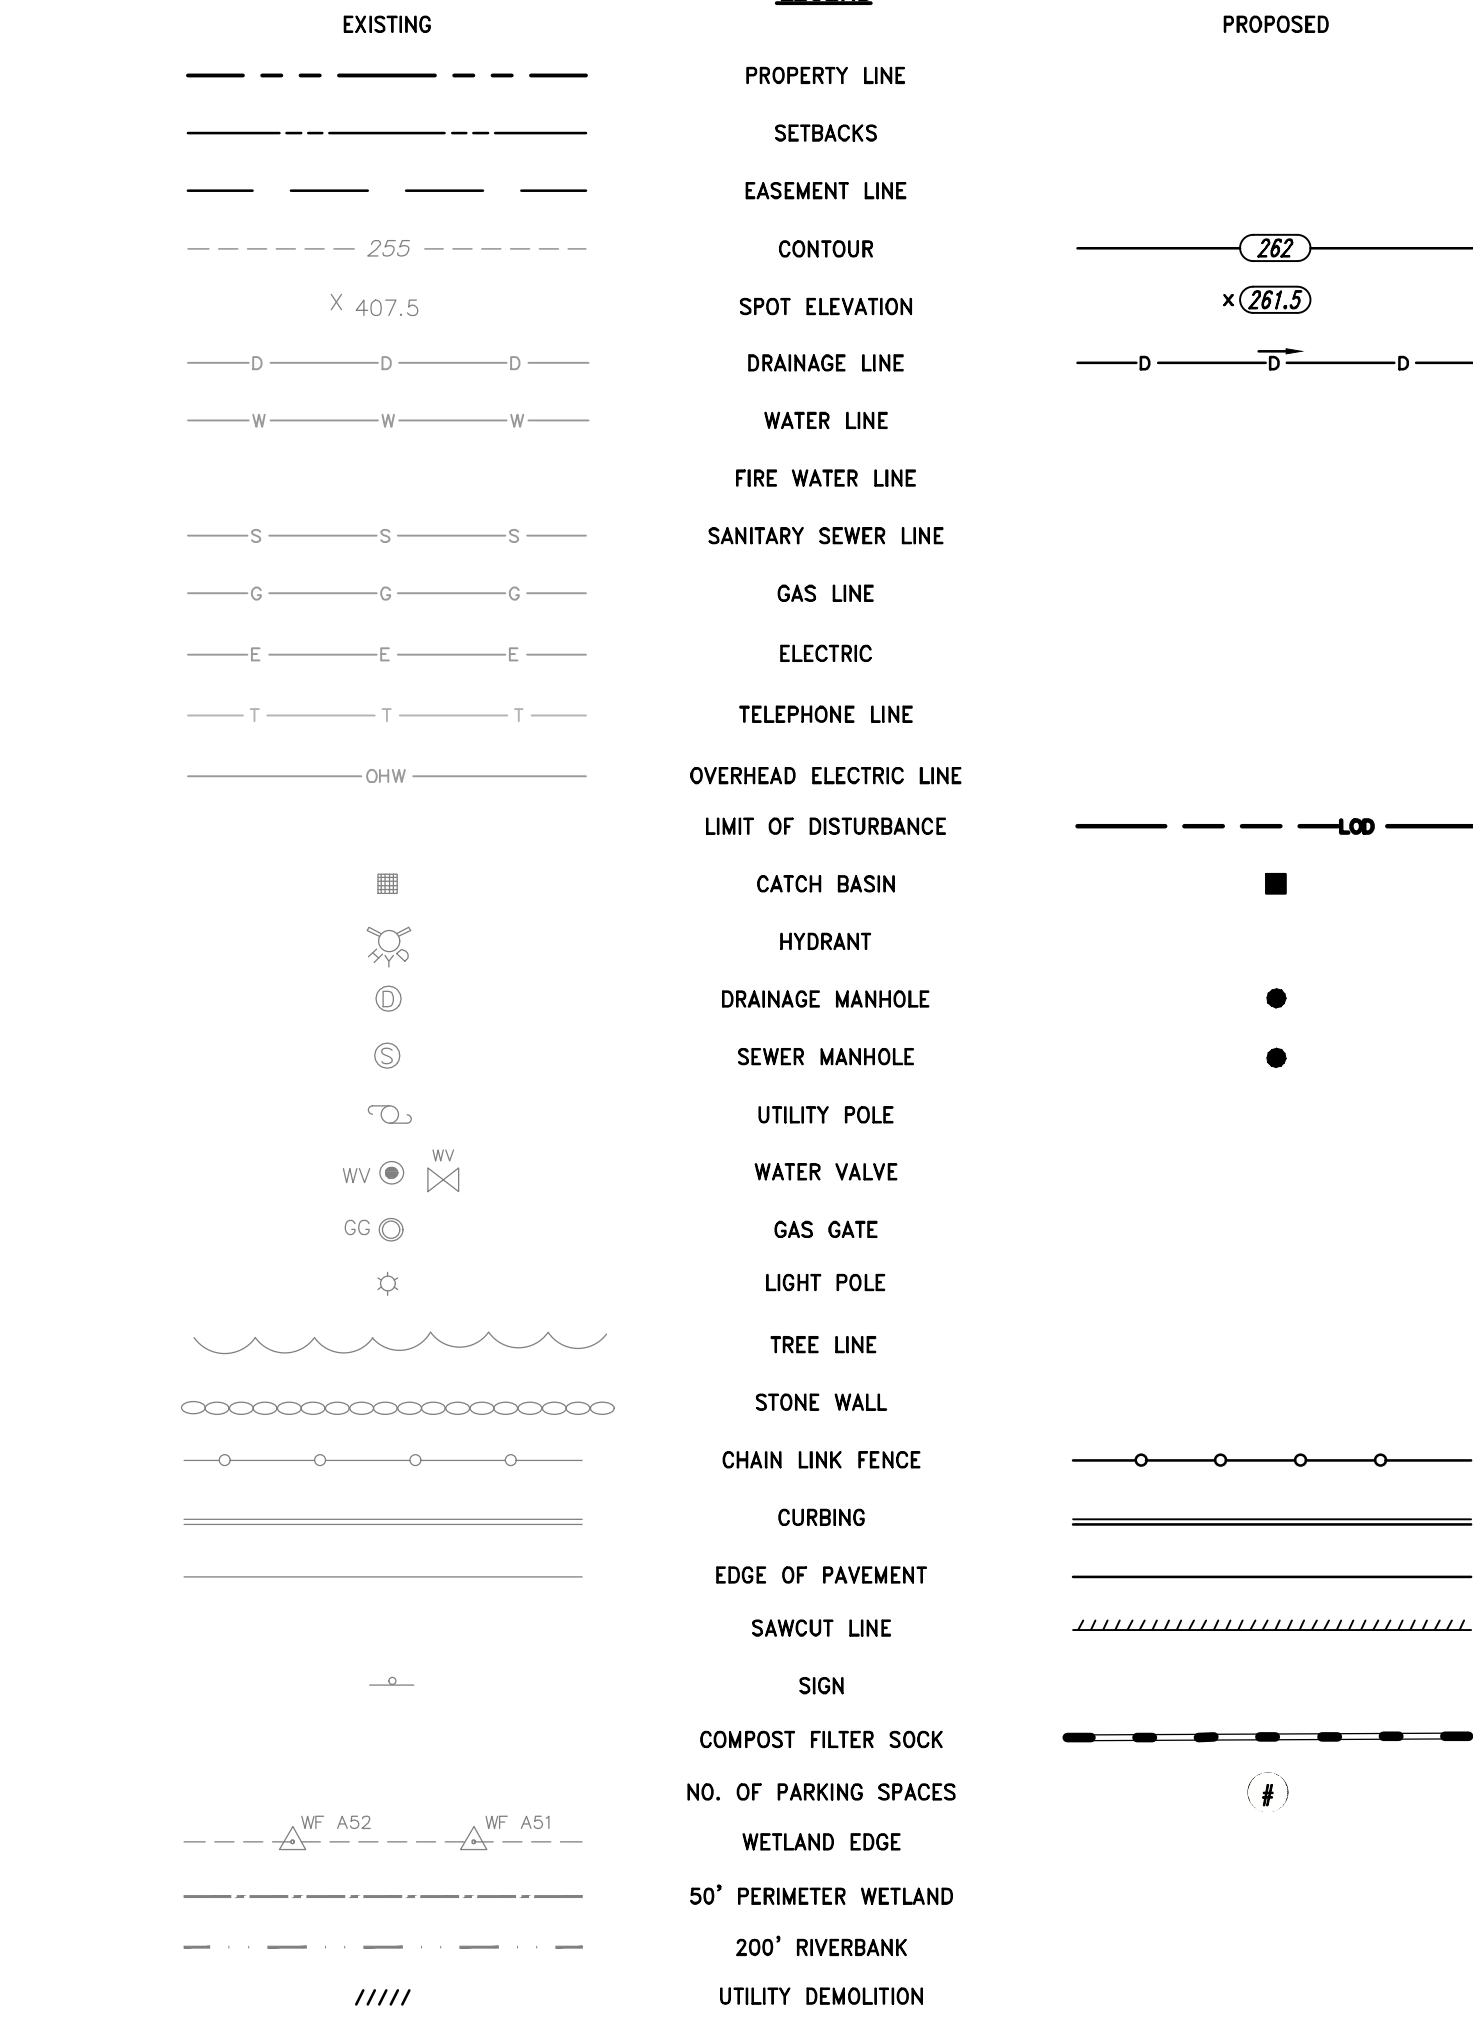 EXISTING PROPOSED
PROPERTY LINE
SETBACKS
EASEMENT LINE
255 CONTOUR 262
X 407.5 SPOT ELEVATION x 261.5
D D D DRAINAGE LINE D D D
W W W WATER LINE
FIRE WATER LINE
S S S SANITARY SEWER LINE
G G G GAS LINE
E E E ELECTRIC
T T T TELEPHONE LINE
OHW OVERHEAD ELECTRIC LINE
LIMIT OF DISTURBANCE LOD
CATCH BASIN
HYD HYDRANT
D DRAINAGE MANHOLE
S SEWER MANHOLE
UTILITY POLE
WV WV WATER VALVE
GG GAS GATE
LIGHT POLE
TREE LINE
STONE WALL
CHAIN LINK FENCE
CURBING
EDGE OF PAVEMENT
SAWCUT LINE
SIGN
COMPOST FILTER SOCK
NO. OF PARKING SPACES #
WF A52 WF A51 WETLAND EDGE
50' PERIMETER WETLAND
200' RIVERBANK
UTILITY DEMOLITION